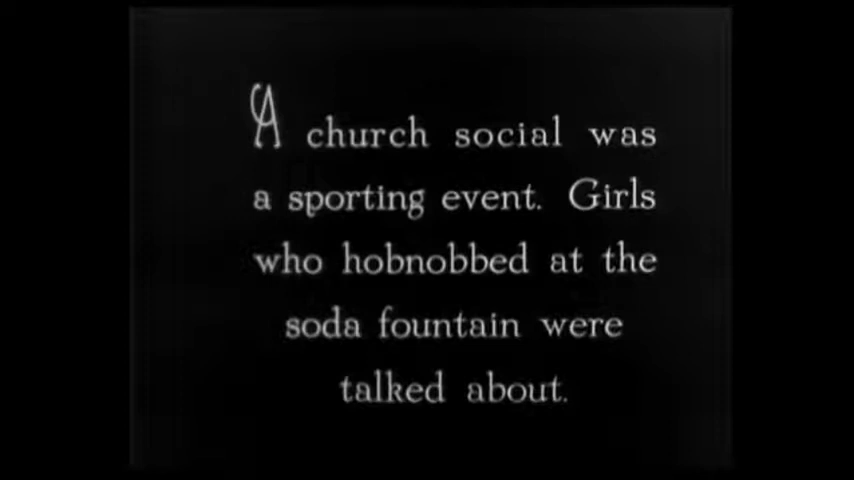 A church social was
a sporting event. Girls
who hobnobbed at the
soda fountain were
talked about.